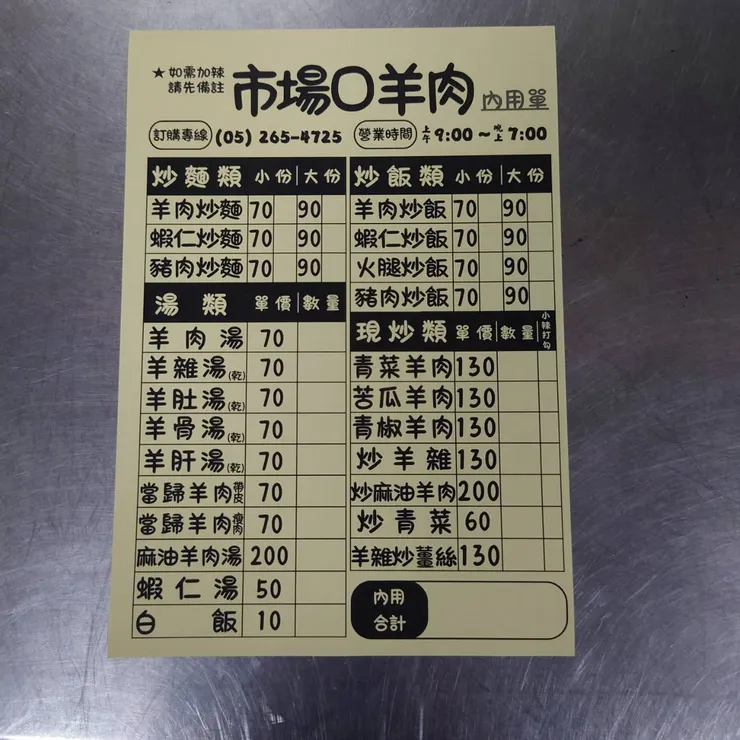 ★如需加辣
請先備註
市場口羊肉 內用單
訂購專線 (05) 265-4725 營業時間 上午9:00~晚上7:00
炒麵類 小份 大份
羊肉炒麵 70 90
蝦仁炒麵 70 90
豬肉炒麵 70 90
湯類 單價 數量
羊肉湯 70
羊雜湯(乾) 70
羊肚湯(乾) 70
羊骨湯(乾) 70
羊肝湯(乾) 70
當歸羊肉帶皮 70
當歸羊肉瘦肉 70
麻油羊肉湯 200
蝦仁湯 50
白飯 10
炒飯類 小份 大份
羊肉炒飯 70 90
蝦仁炒飯 70 90
火腿炒飯 70 90
豬肉炒飯 70 90
現炒類 單價 數量 小辣打勾
青菜羊肉 130
苦瓜羊肉 130
青椒羊肉 130
炒羊雜 130
炒麻油羊肉 200
炒青菜 60
羊雜炒薑絲 130
內用
合計